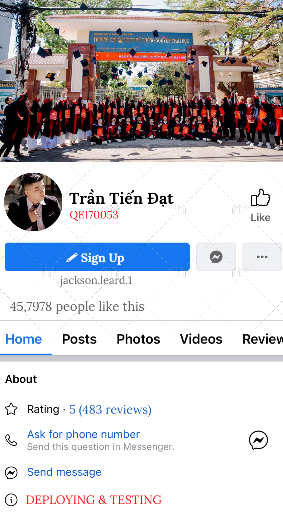 Trần Tiến Đạt
QE170053
Like
Sign Up
jackson.leard.1
45,7978 people like this
Home Posts Photos Videos Review
About
Rating · 5 (483 reviews)
Ask for phone number
Send this question in Messenger.
Send message
DEPLOYING & TESTING